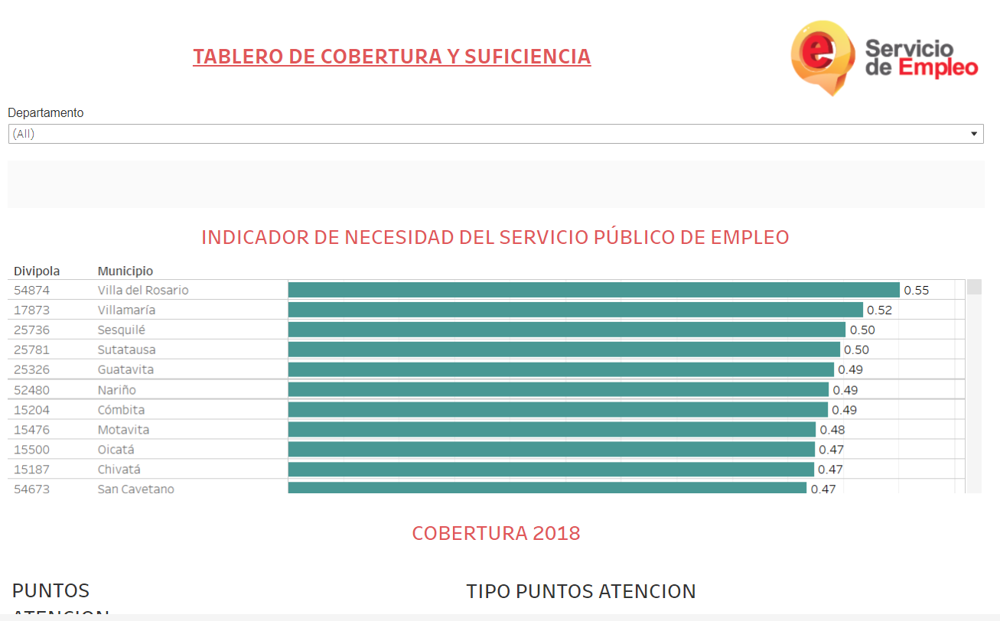 TABLERO DE COBERTURA Y SUFICIENCIA
e Servicio
de Empleo
Departamento
(All)
INDICADOR DE NECESIDAD DEL SERVICIO PÚBLICO DE EMPLEO
Divipola Municipio
54874 Villa del Rosario 0.55
17873 Villamaría 0.52
25736 Sesquilé 0.50
25781 Sutatausa 0.50
25326 Guatavita 0.49
52480 Nariño 0.49
15204 Cómbita 0.49
15476 Motavita 0.48
15500 Oicatá 0.47
15187 Chivatá 0.47
54673 San Cayetano 0.47
COBERTURA 2018
PUNTOS TIPO PUNTOS ATENCION
ATENCION